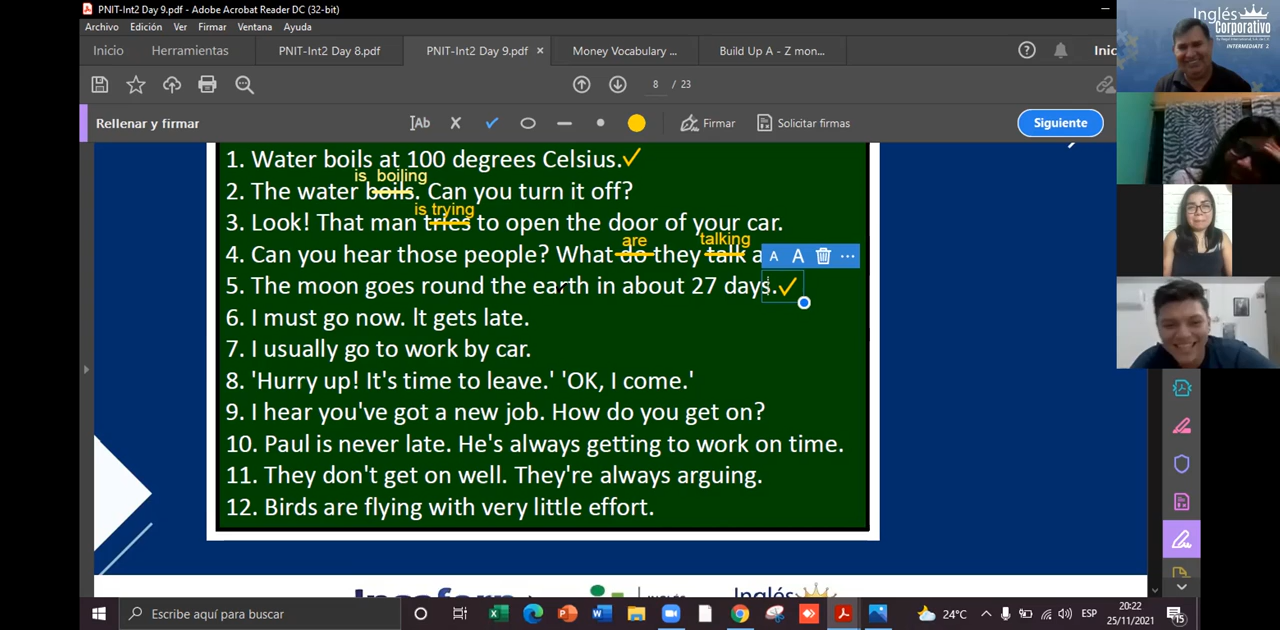 PNIT-Int2 Day 9.pdf - Adobe Acrobat Reader DC (32-bit)
Archivo Edición Ver Firmar Ventana Ayuda
Inicio Herramientas PNIT-Int2 Day 8.pdf PNIT-Int2 Day 9.pdf × Money Vocabulary ... Build Up A - Z mon... Inic
8 / 23
Rellenar y firmar Firmar Solicitar firmas Siguiente
Inglés
Corporativo
INTERMEDIATE 2
1. Water boils at 100 degrees Celsius.
is boiling
2. The water boils. Can you turn it off?
is trying
3. Look! That man tries to open the door of your car.
are talking
4. Can you hear those people? What do they talk a
A A
5. The moon goes round the earth in about 27 days.
6. I must go now. It gets late.
7. I usually go to work by car.
8. 'Hurry up! It's time to leave.' 'OK, I come.'
9. I hear you've got a new job. How do you get on?
10. Paul is never late. He's always getting to work on time.
11. They don't get on well. They're always arguing.
12. Birds are flying with very little effort.
Inglés
Escribe aquí para buscar
24°C ESP
20:22
25/11/2021
15